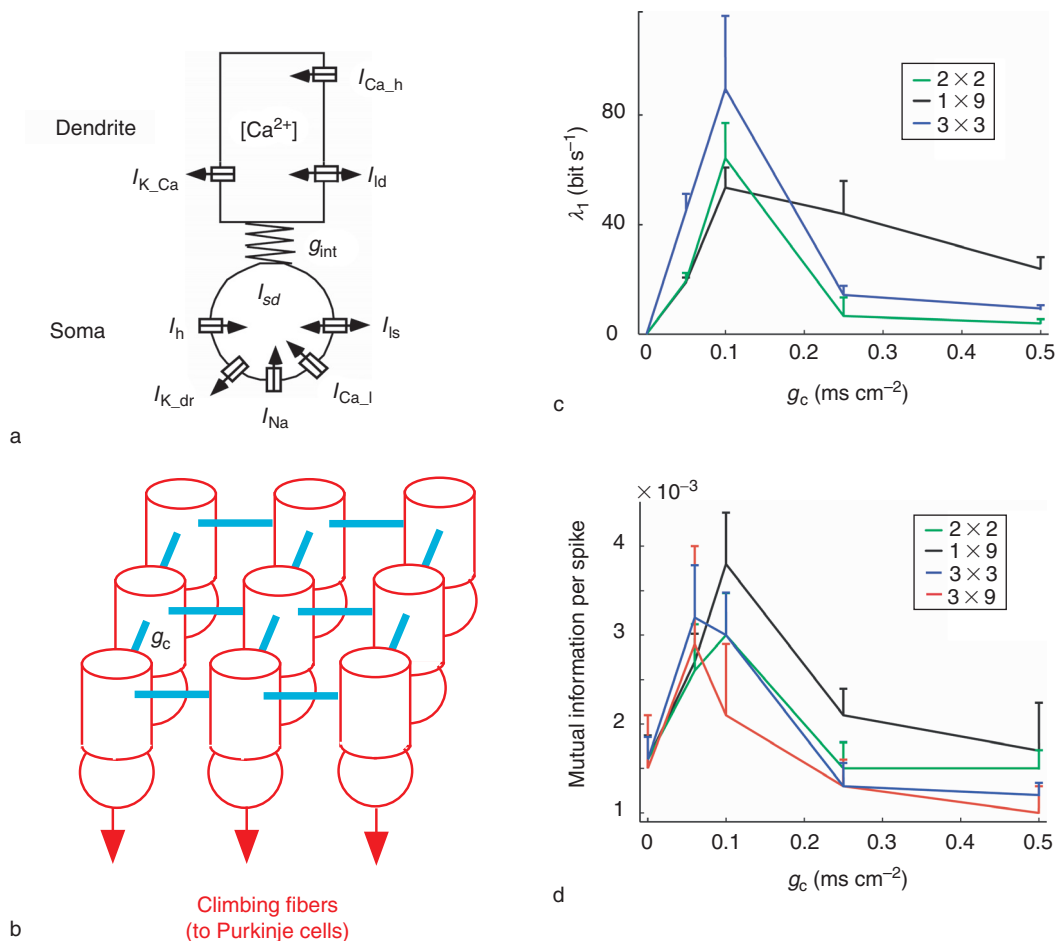 Dendrite
[Ca²⁺]
I_Ca_h
I_K_Ca
I_ld
g_int
Soma
I_sd
I_h
I_ls
I_K_dr
I_Na
I_Ca_l
a
g_c
Climbing fibers
(to Purkinje cells)
b
2 × 2
1 × 9
3 × 3
80
40
0
λ₁ (bit s⁻¹)
0 0.1 0.2 0.3 0.4 0.5
g_c (ms cm⁻²)
c
× 10⁻³
2 × 2
1 × 9
3 × 3
3 × 9
4
3
2
1
Mutual information per spike
0 0.1 0.2 0.3 0.4 0.5
g_c (ms cm⁻²)
d